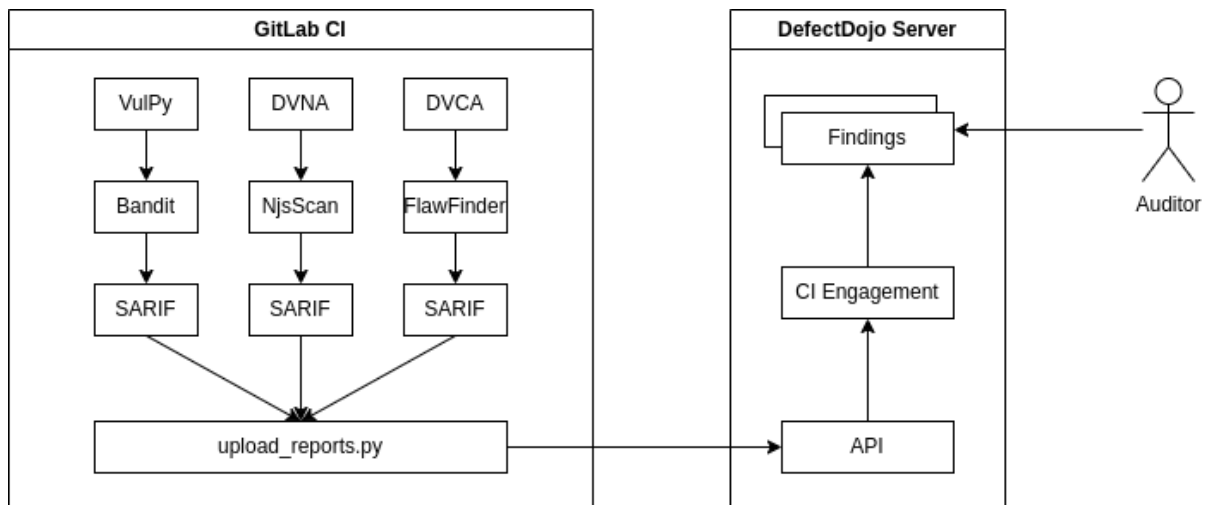 GitLab CI
DefectDojo Server
VulPy
DVNA
DVCA
Findings
Bandit
NjsScan
FlawFinder
Auditor
SARIF
SARIF
SARIF
CI Engagement
upload_reports.py
API